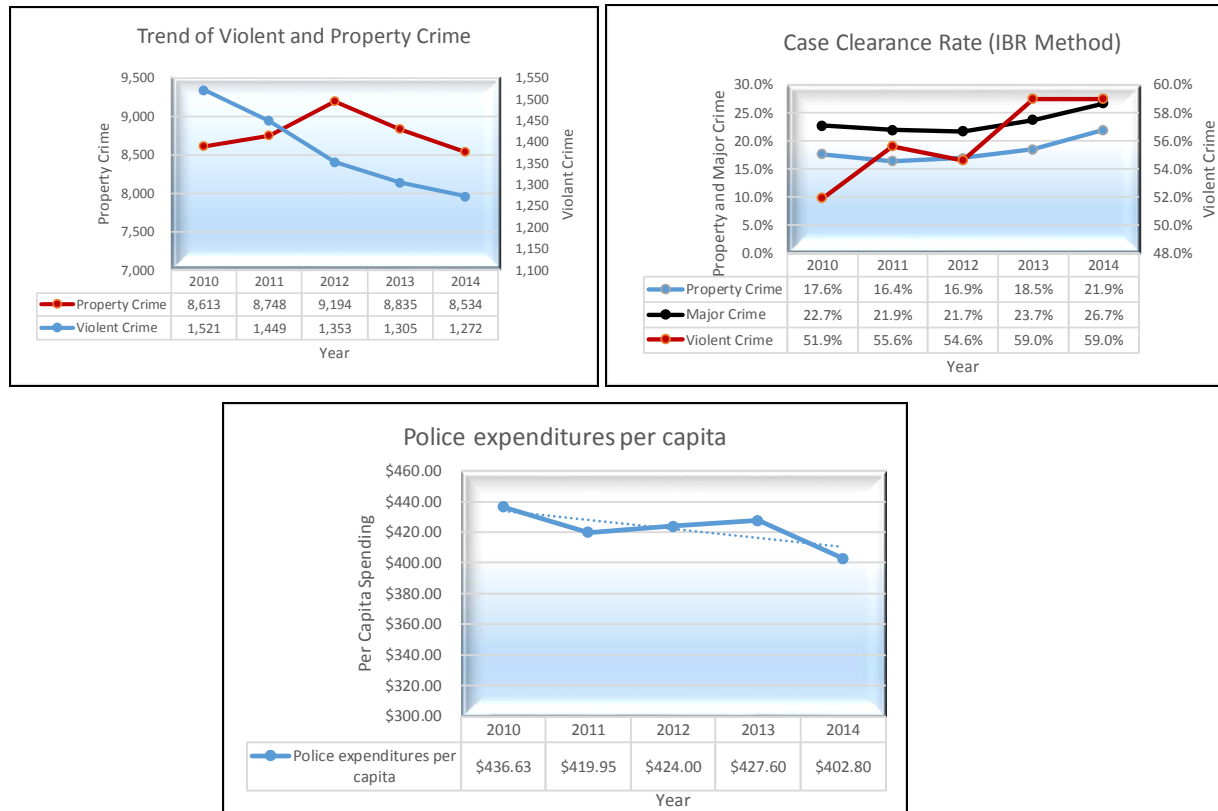 Trend of Violent and Property Crime
9,500
9,000
8,500
8,000
7,500
7,000
Property Crime
1,550
1,500
1,450
1,400
1,350
1,300
1,250
1,200
1,150
1,100
Violant Crime
2010 2011 2012 2013 2014
Property Crime 8,613 8,748 9,194 8,835 8,534
Violent Crime 1,521 1,449 1,353 1,305 1,272
Year
Case Clearance Rate (IBR Method)
30.0%
25.0%
20.0%
15.0%
10.0%
5.0%
0.0%
Property and Major Crime
60.0%
58.0%
56.0%
54.0%
52.0%
50.0%
48.0%
Violent Crime
2010 2011 2012 2013 2014
Property Crime 17.6% 16.4% 16.9% 18.5% 21.9%
Major Crime 22.7% 21.9% 21.7% 23.7% 26.7%
Violent Crime 51.9% 55.6% 54.6% 59.0% 59.0%
Year
Police expenditures per capita
$460.00
$440.00
$420.00
$400.00
$380.00
$360.00
$340.00
$320.00
$300.00
Per Capita Spending
2010 2011 2012 2013 2014
Police expenditures per
capita
$436.63 $419.95 $424.00 $427.60 $402.80
Year